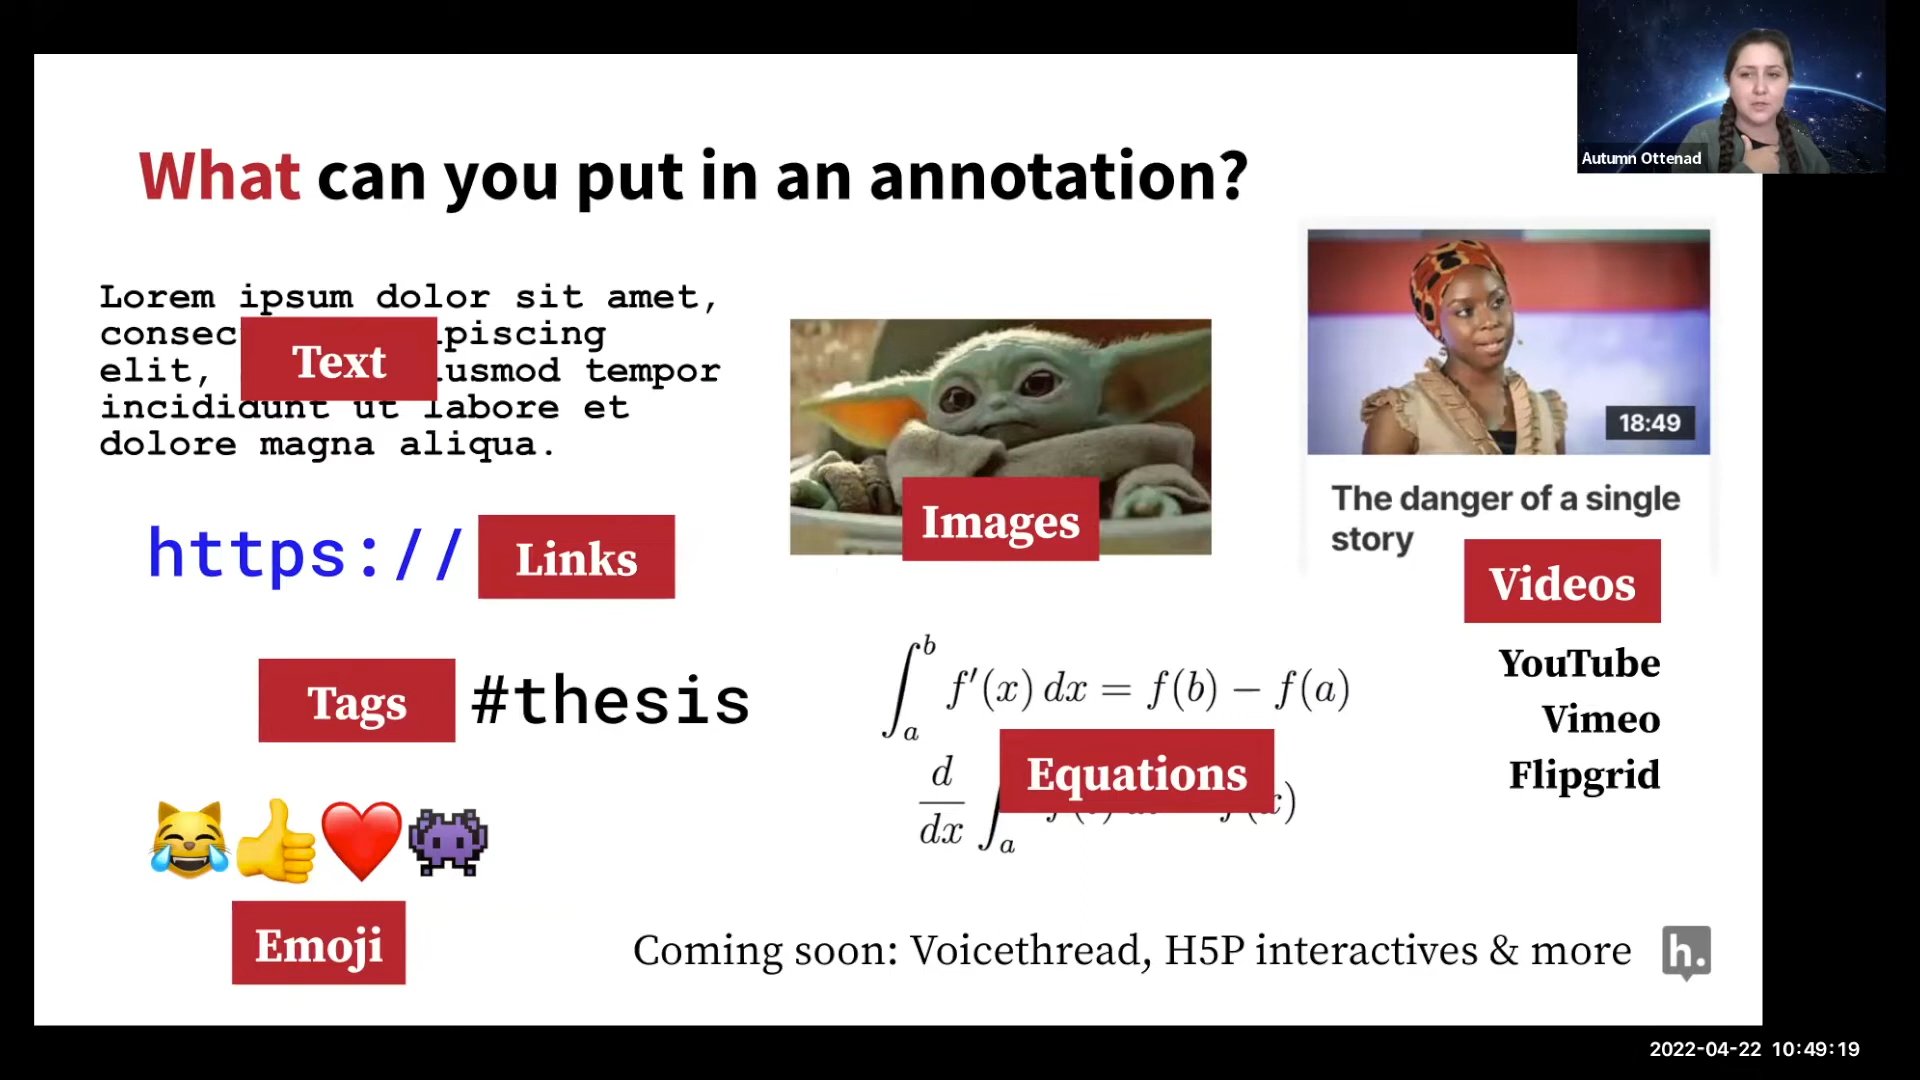 Autumn Ottenad
What can you put in an annotation?
Lorem ipsum dolor sit amet,
consec piscing
elit, usmod tempor
incididunt ut labore et
dolore magna aliqua.
Text
https://
Links
Tags
#thesis
Emoji
Images
18:49
The danger of a single
story
Videos
YouTube
Vimeo
Flipgrid
∫_a^b f′(x) dx = f(b) − f(a)
d/dx ∫_a
Equations
Coming soon: Voicethread, H5P interactives & more
h.
2022-04-22 10:49:19